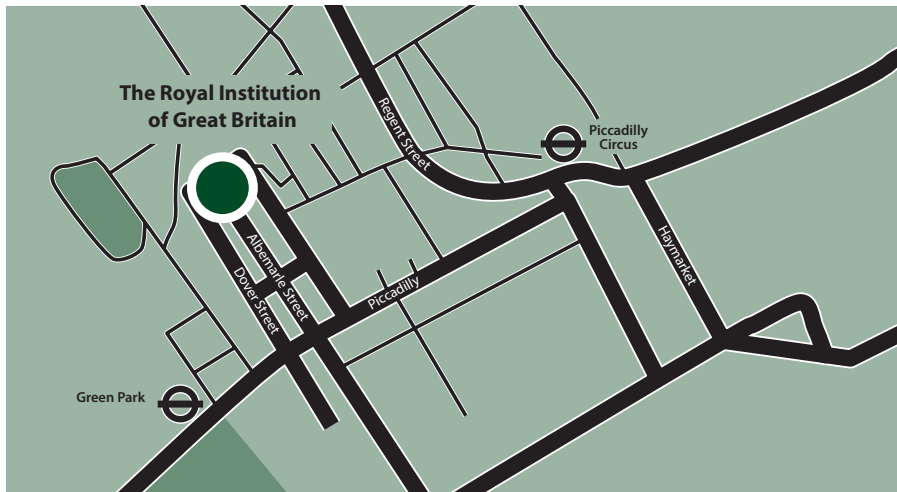 The Royal Institution
of Great Britain
Regent Street
Piccadilly
Circus
Haymarket
Albemarle Street
Dover Street
Piccadilly
Green Park